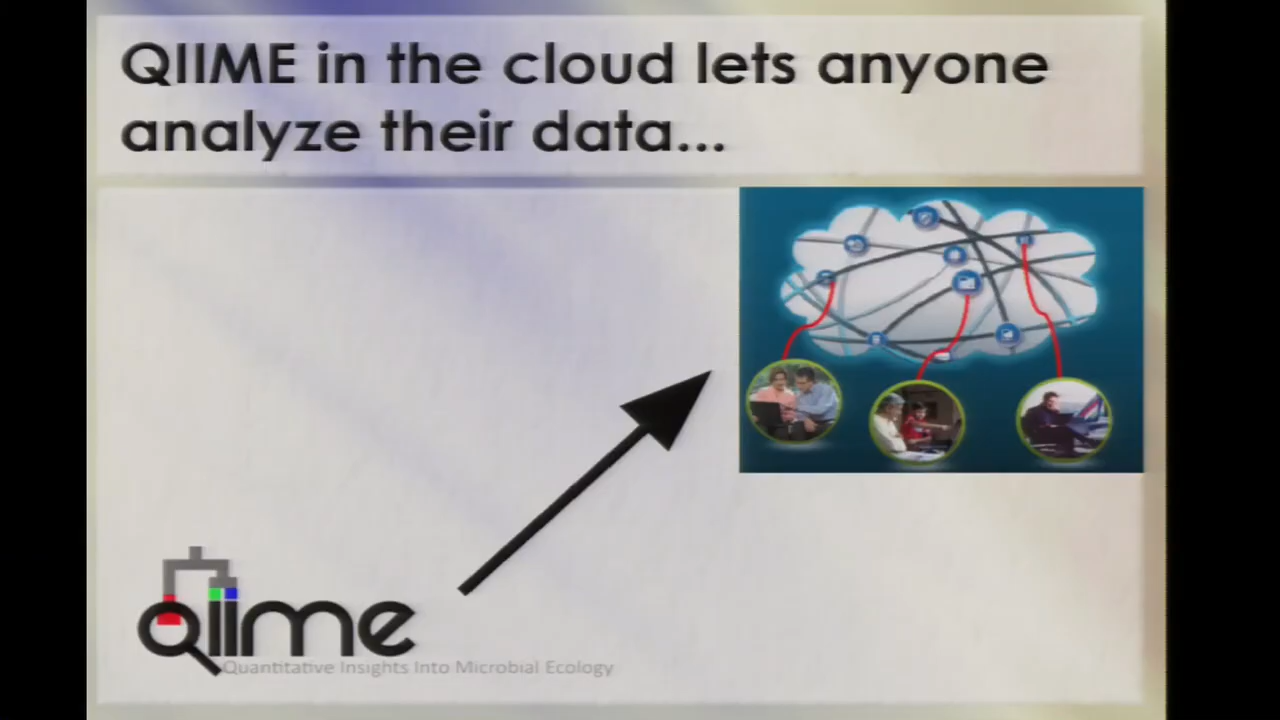 QIIME in the cloud lets anyone
analyze their data...
qiime
Quantitative Insights Into Microbial Ecology